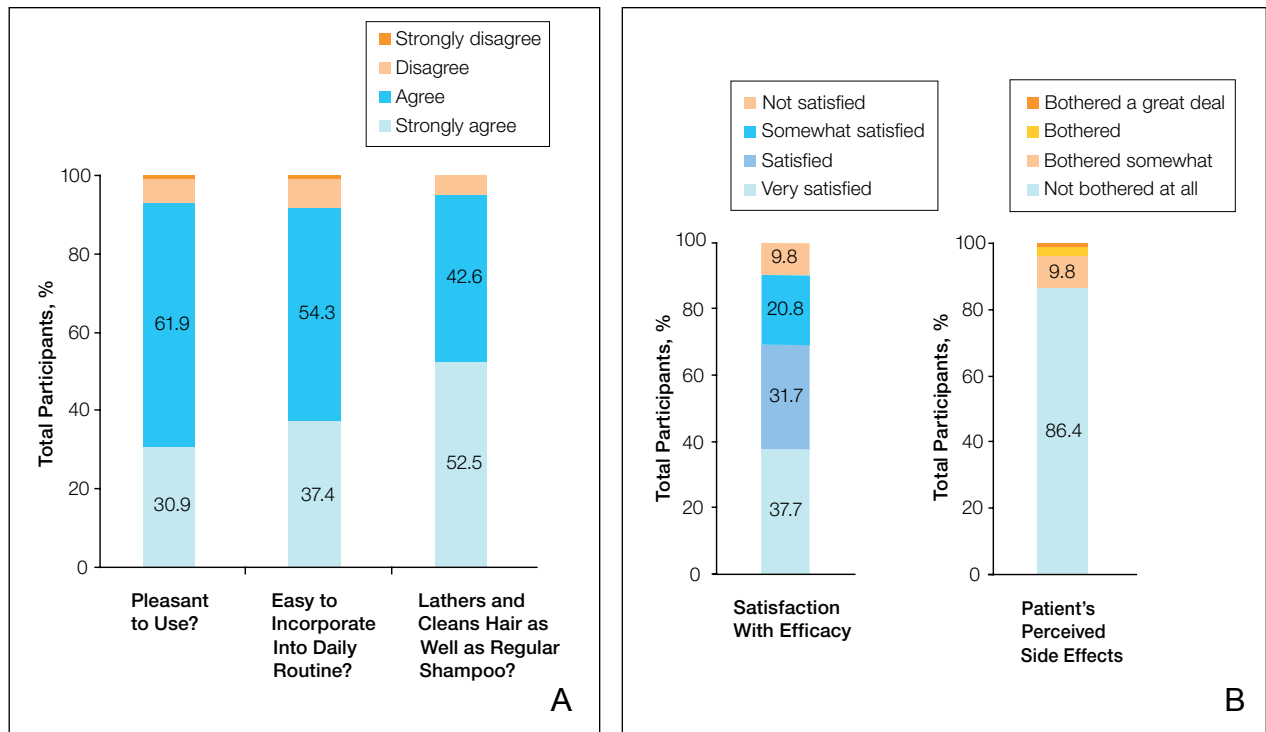 Strongly disagree
Disagree
Agree
Strongly agree
Total Participants, %
100
80
60
40
20
0
61.9
30.9
54.3
37.4
42.6
52.5
Pleasant
to Use?
Easy to
Incorporate
Into Daily
Routine?
Lathers and
Cleans Hair as
Well as Regular
Shampoo?
A
Not satisfied
Somewhat satisfied
Satisfied
Very satisfied
Total Participants, %
100
80
60
40
20
0
9.8
20.8
31.7
37.7
Satisfaction
With Efficacy
Bothered a great deal
Bothered
Bothered somewhat
Not bothered at all
Total Participants, %
100
80
60
40
20
0
9.8
86.4
Patient's
Perceived
Side Effects
B